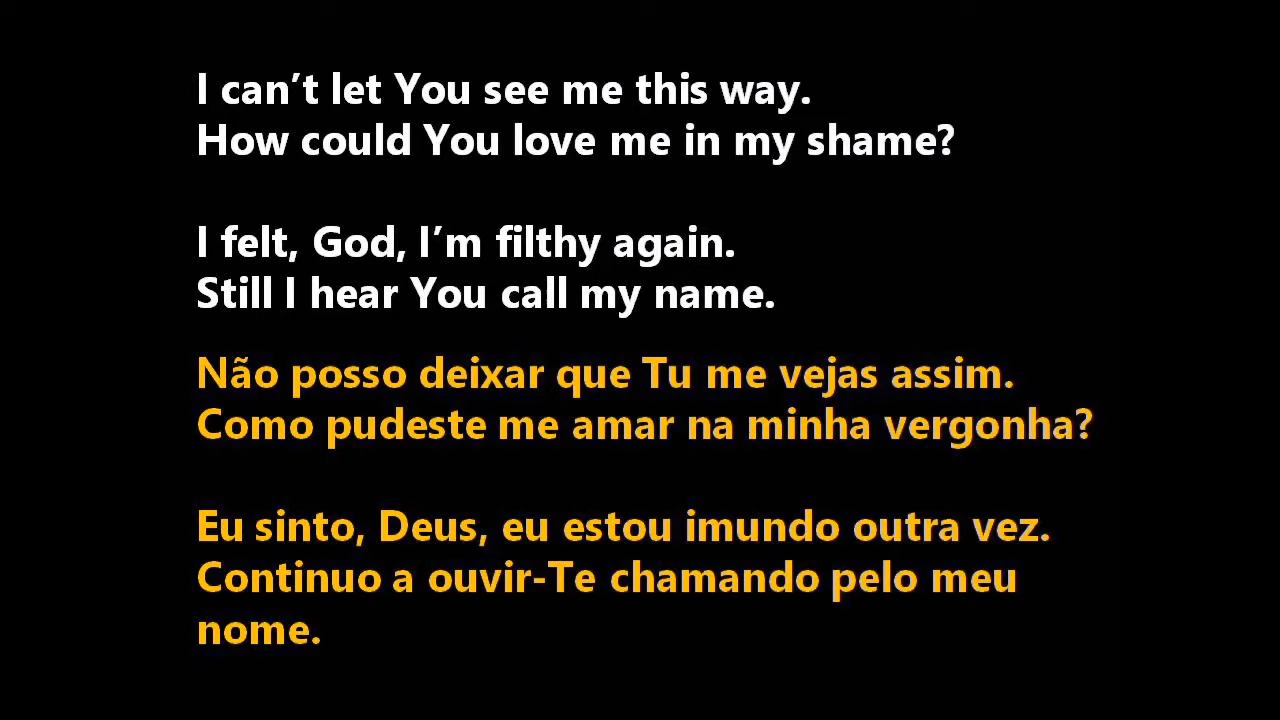 I can’t let You see me this way.
How could You love me in my shame?
I felt, God, I’m filthy again.
Still I hear You call my name.
Não posso deixar que Tu me vejas assim.
Como pudeste me amar na minha vergonha?
Eu sinto, Deus, eu estou imundo outra vez.
Continuo a ouvir-Te chamando pelo meu
nome.